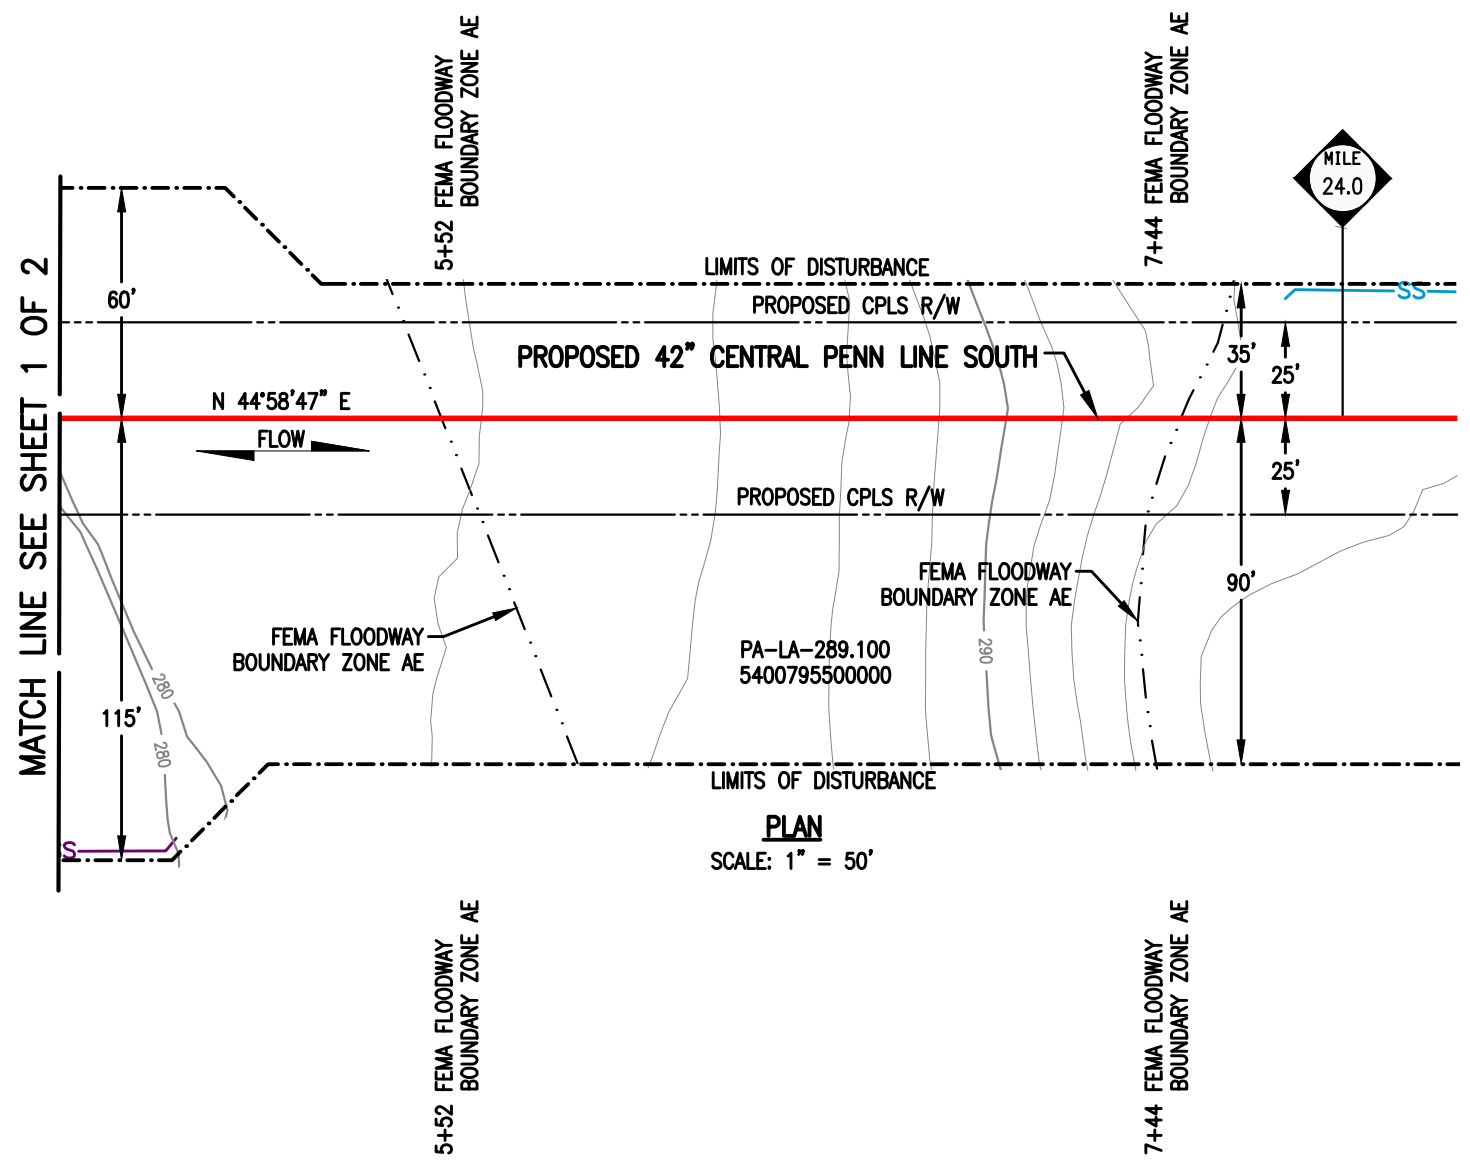 5+52 FEMA FLOODWAY
BOUNDARY ZONE AE
7+44 FEMA FLOODWAY
BOUNDARY ZONE AE
MILE
24.0
MATCH LINE SEE SHEET 1 OF 2
LIMITS OF DISTURBANCE
SS
60'
PROPOSED CPLS R/W
PROPOSED 42" CENTRAL PENN LINE SOUTH
35'
25'
N 44°58'47" E
FLOW
25'
PROPOSED CPLS R/W
FEMA FLOODWAY
BOUNDARY ZONE AE
90'
FEMA FLOODWAY
BOUNDARY ZONE AE
PA-LA-289.100
5400795500000
290
280
280
115'
LIMITS OF DISTURBANCE
PLAN
SCALE: 1" = 50'
S
5+52 FEMA FLOODWAY
BOUNDARY ZONE AE
7+44 FEMA FLOODWAY
BOUNDARY ZONE AE